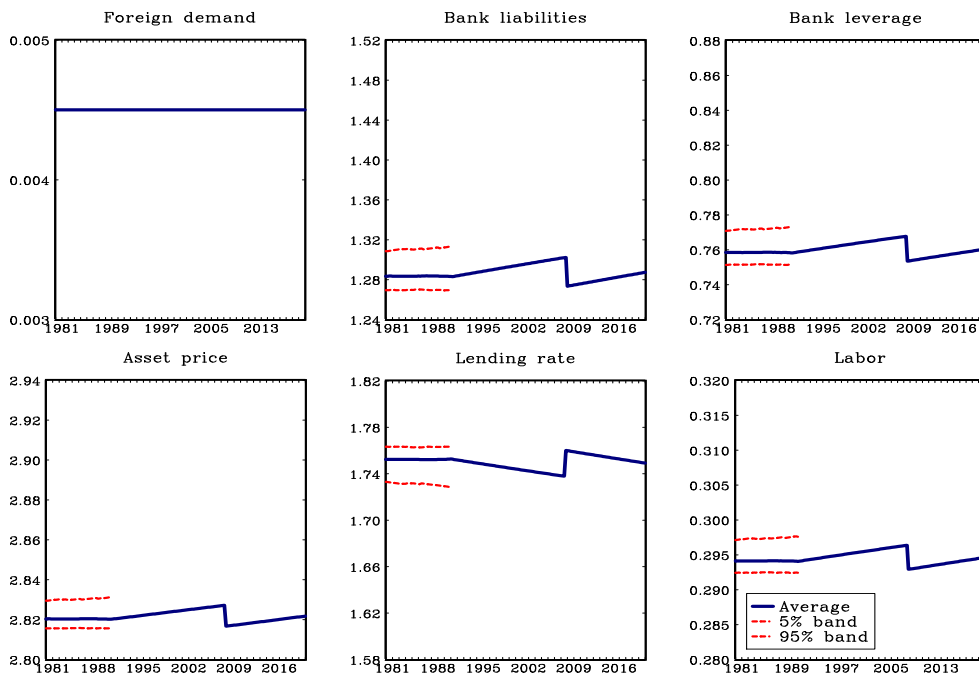 Foreign demand
Bank liabilities
Bank leverage
0.005
0.004
0.003
1981 1989 1997 2005 2013
1.52
1.48
1.44
1.40
1.36
1.32
1.28
1.24
1981 1988 1995 2002 2009 2016
0.88
0.86
0.84
0.82
0.80
0.78
0.76
0.74
0.72
1981 1988 1995 2002 2009 2016
Asset price
Lending rate
Labor
2.94
2.92
2.90
2.88
2.86
2.84
2.82
2.80
1981 1988 1995 2002 2009 2016
1.82
1.78
1.74
1.70
1.66
1.62
1.58
1981 1988 1995 2002 2009 2016
0.320
0.315
0.310
0.305
0.300
0.295
0.290
0.285
0.280
1981 1989 1997 2005 2013
Average
5% band
95% band